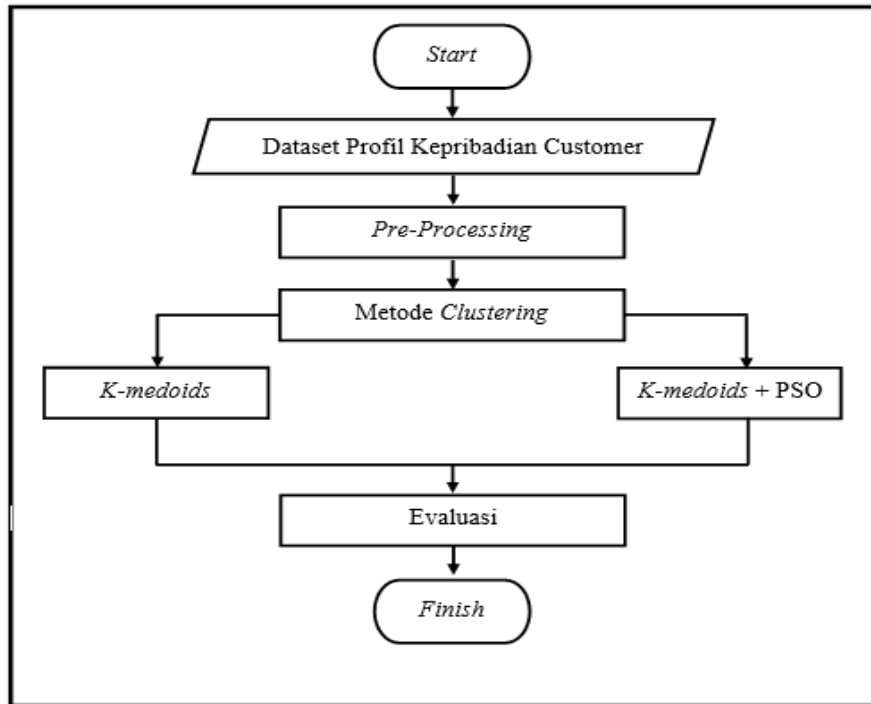 Start
Dataset Profil Kepribadian Customer
Pre-Processing
Metode Clustering
K-medoids
K-medoids + PSO
Evaluasi
Finish